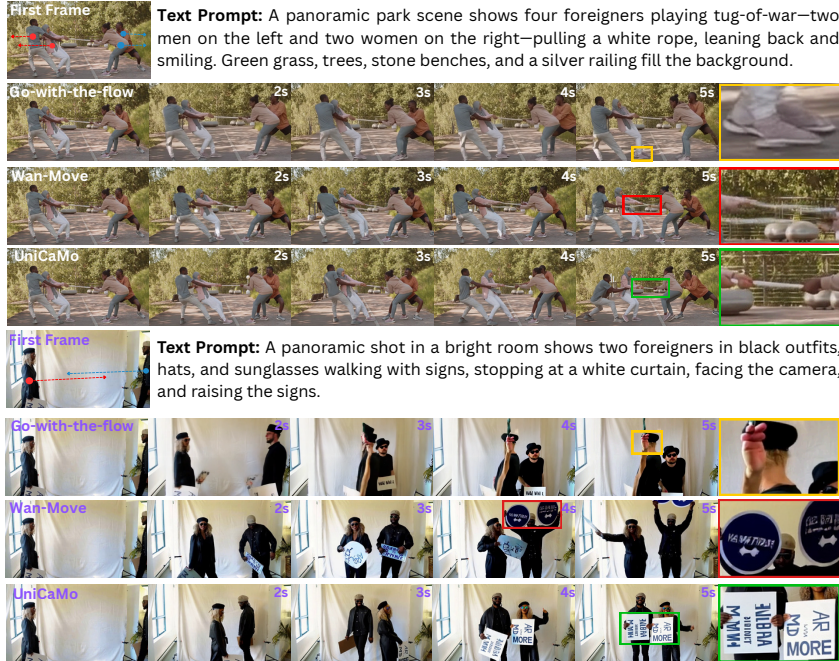 First Frame
Text Prompt: A panoramic park scene shows four foreigners playing tug-of-war—two
men on the left and two women on the right—pulling a white rope, leaning back and
smiling. Green grass, trees, stone benches, and a silver railing fill the background.
Go-with-the-flow 2s 3s 4s 5s
Wan-Move 2s 3s 4s 5s
UniCaMo 2s 3s 4s 5s
First Frame
Text Prompt: A panoramic shot in a bright room shows two foreigners in black outfits,
hats, and sunglasses walking with signs, stopping at a white curtain, facing the camera,
and raising the signs.
Go-with-the-flow 2s 3s 4s 5s
Wan-Move 2s 3s 4s 5s
UniCaMo 2s 3s 4s 5s
AR
MD
MORE